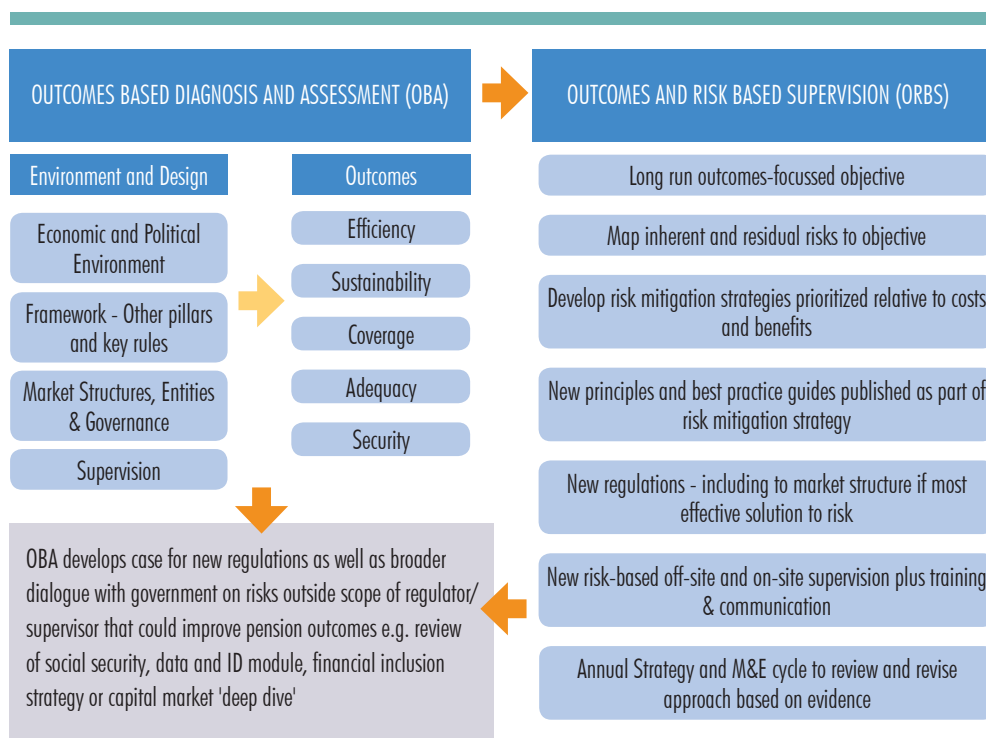 OUTCOMES BASED DIAGNOSIS AND ASSESSMENT (OBA)
OUTCOMES AND RISK BASED SUPERVISION (ORBS)
Environment and Design
Economic and Political
Environment
Framework - Other pillars
and key rules
Market Structures, Entities
& Governance
Supervision
Outcomes
Efficiency
Sustainability
Coverage
Adequacy
Security
OBA develops case for new regulations as well as broader
dialogue with government on risks outside scope of regulator/
supervisor that could improve pension outcomes e.g. review
of social security, data and ID module, financial inclusion
strategy or capital market 'deep dive'
Long run outcomes-focussed objective
Map inherent and residual risks to objective
Develop risk mitigation strategies prioritized relative to costs
and benefits
New principles and best practice guides published as part of
risk mitigation strategy
New regulations - including to market structure if most
effective solution to risk
New risk-based off-site and on-site supervision plus training
& communication
Annual Strategy and M&E cycle to review and revise
approach based on evidence